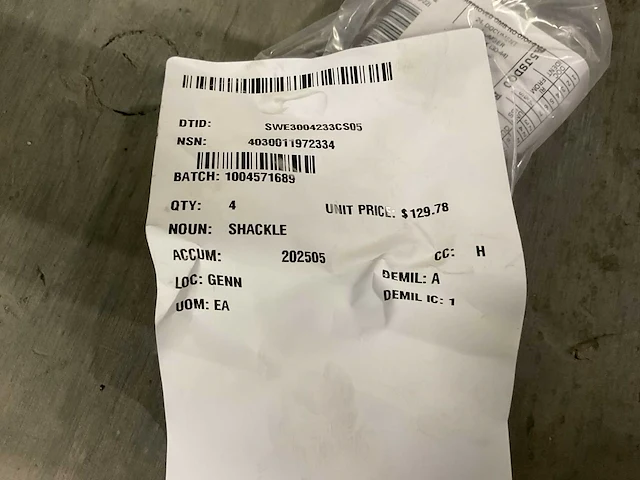 DTID: SWE3004233CS05
NSN: 4030011972334
BATCH: 1004571689
QTY: 4 UNIT PRICE: $129.78
NOUN: SHACKLE
ACCUM: 202505 CC: H
LOC: GENN DEMIL: A
UOM: EA DEMIL IC: 1